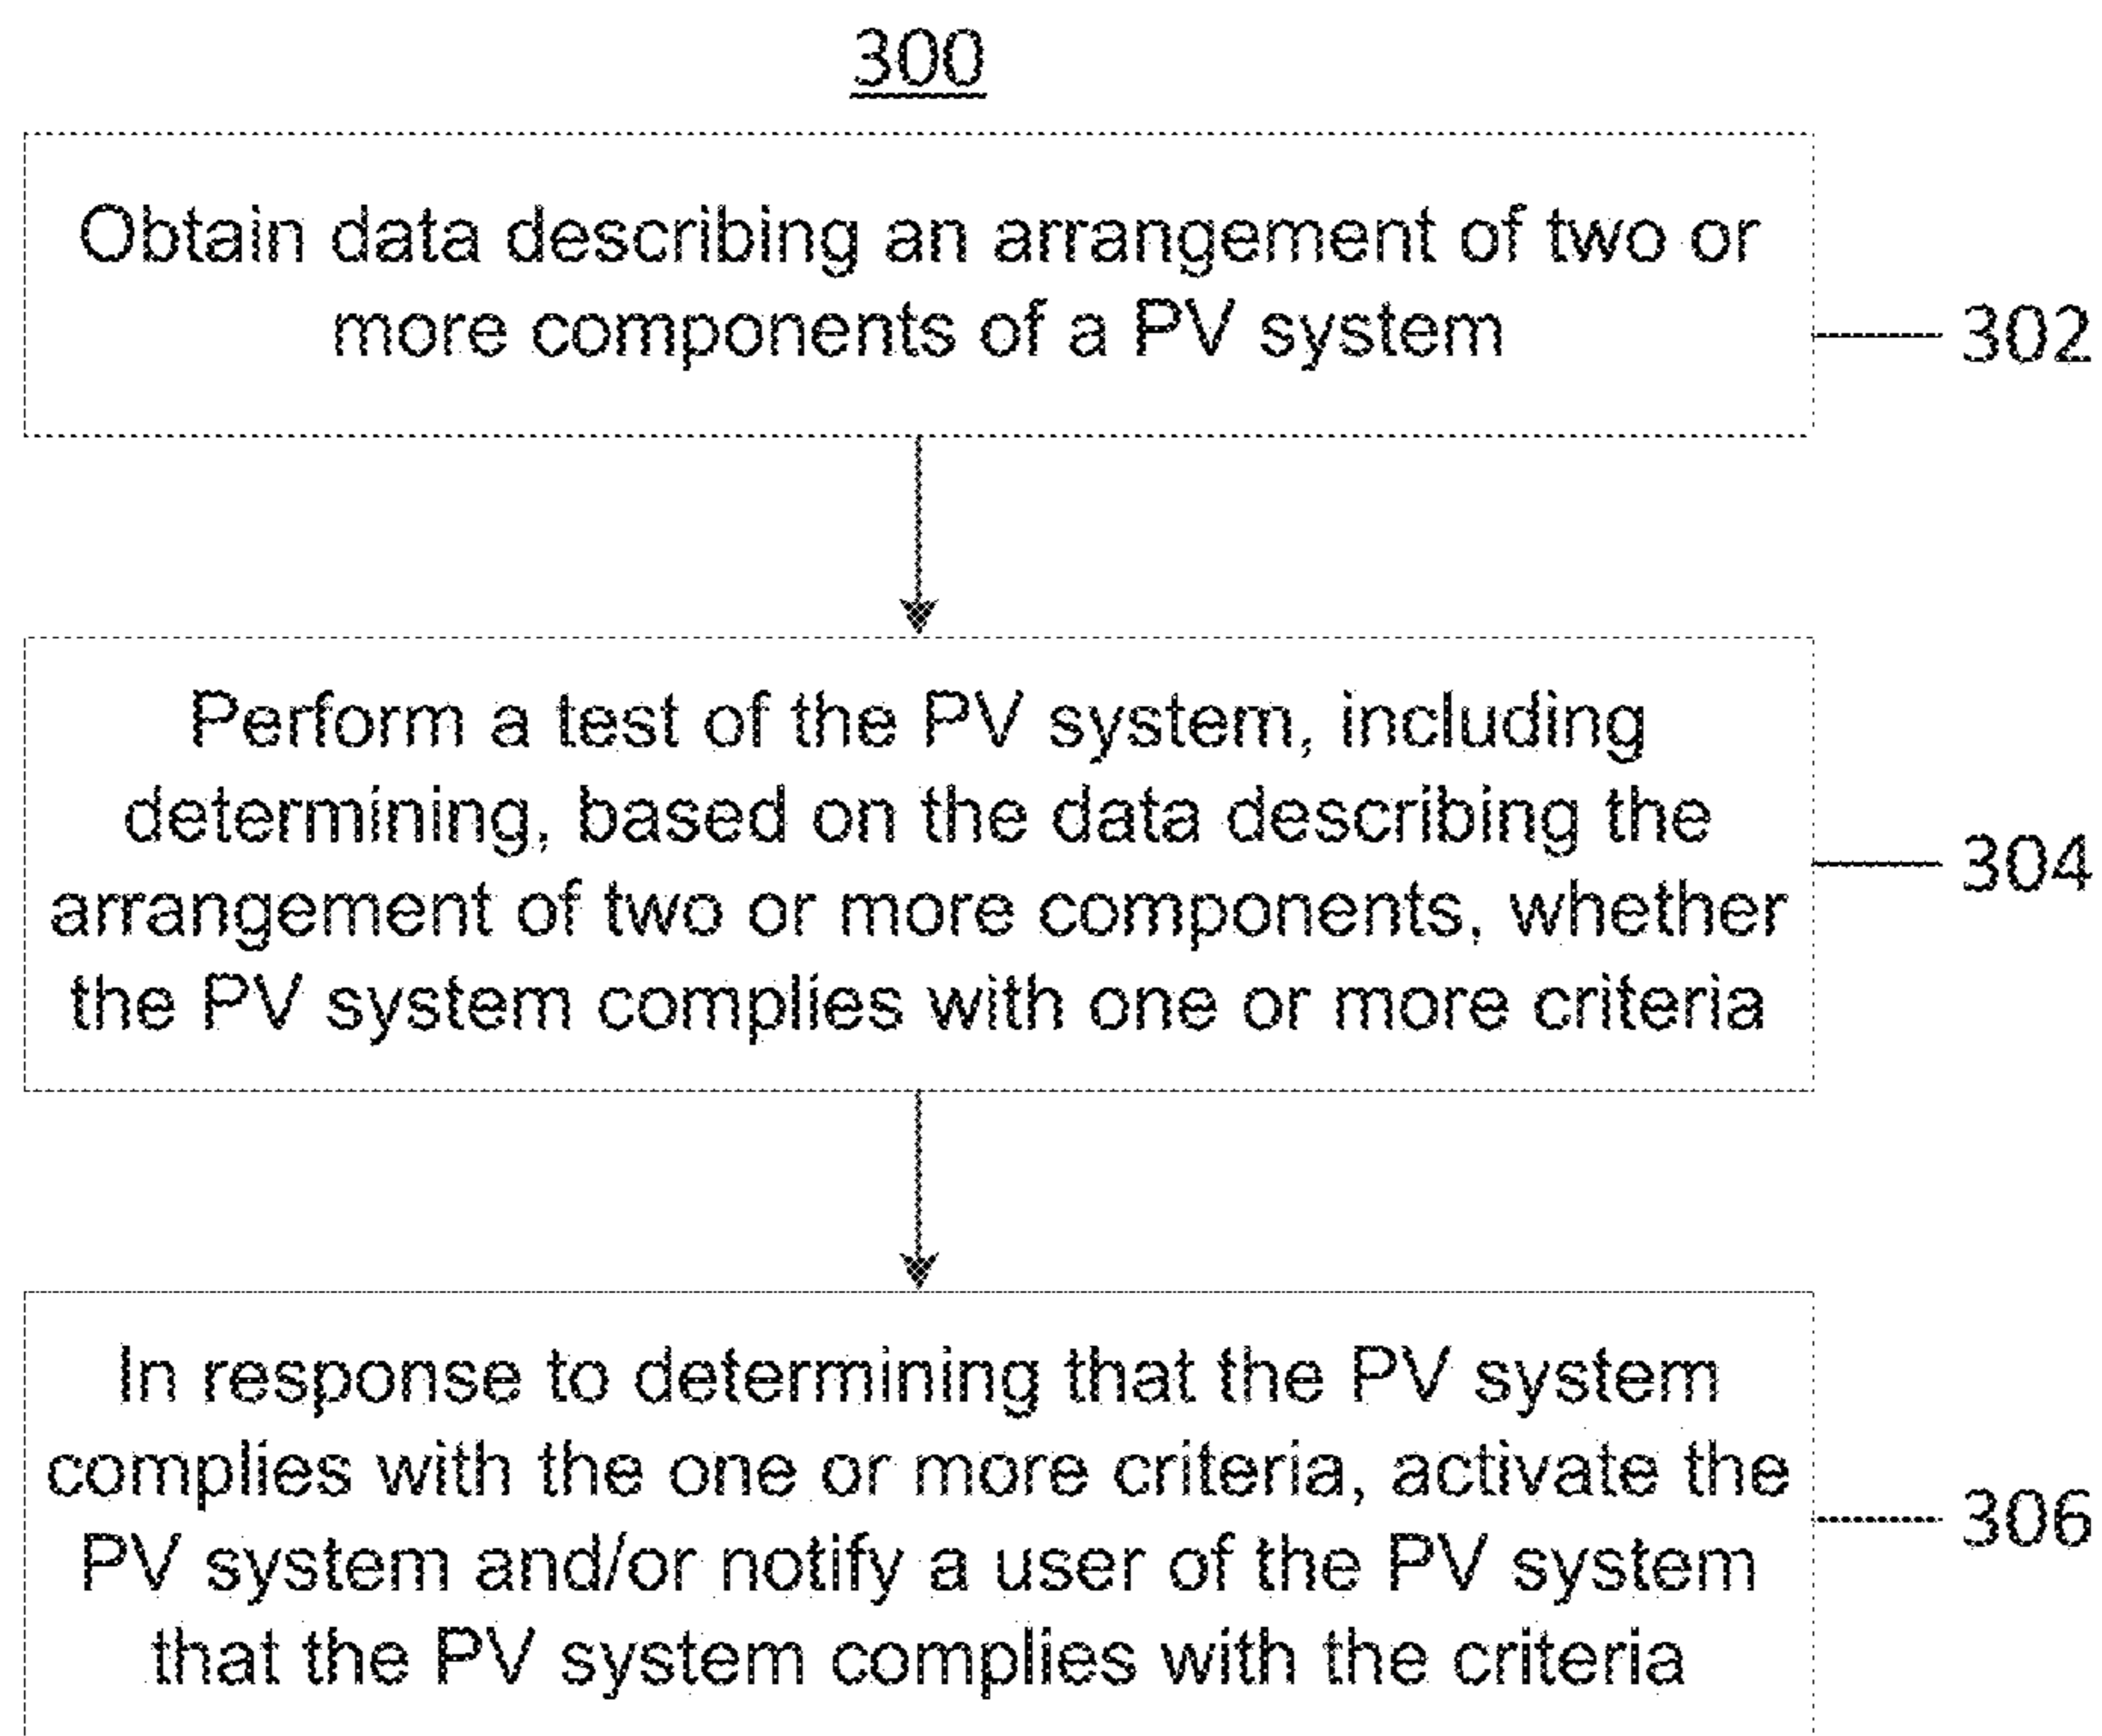 300
Obtain data describing an arrangement of two or
more components of a PV system
302
Perform a test of the PV system, including
determining, based on the data describing the
arrangement of two or more components, whether
the PV system complies with one or more criteria
304
In response to determining that the PV system
complies with the one or more criteria, activate the
PV system and/or notify a user of the PV system
that the PV system complies with the criteria
306